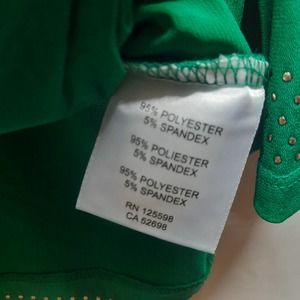 95% POLYESTER
5% SPANDEX
95% POLIESTER
5% SPANDEX
95% POLYESTER
5% SPANDEX
RN 125598
CA 52698